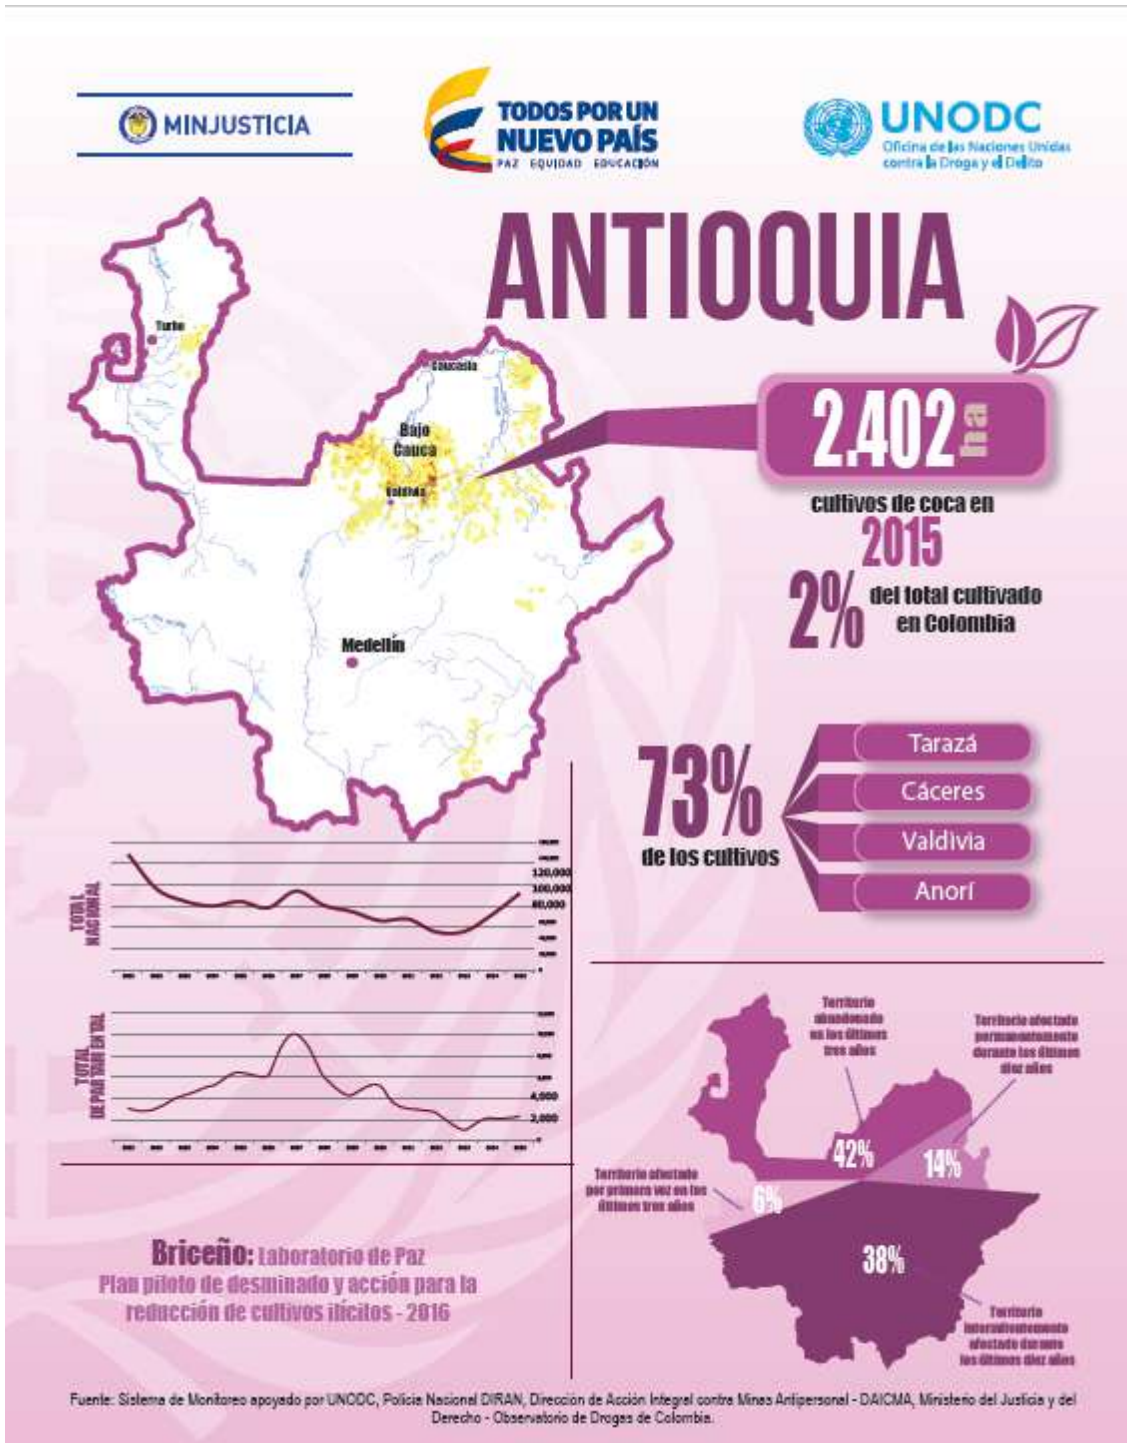 MINJUSTICIA
TODOS POR UN
NUEVO PAÍS
PAZ EQUIDAD EDUCACIÓN
UNODC
Oficina de las Naciones Unidas
contra la Droga y el Delito
ANTIOQUIA
Turbo
Caucasia
Bajo
Cauca
Valdivia
Medellín
2.402 ha
cultivos de coca en
2015
2% del total cultivado
en Colombia
73%
de los cultivos
Tarazá
Cáceres
Valdivia
Anorí
TOTAL
NACIONAL
120,000
100,000
80,000
TOTAL
DEPARTAMENTAL
4,000
2,000
Territorio
abandonado
en los últimos
tres años
Territorio afectado
permanentemente
durante los últimos
diez años
42%
14%
Territorio afectado
por primera vez en los
últimos tres años
6%
38%
Territorio
intermitentemente
afectado durante
los últimos diez años
Briceño: Laboratorio de Paz
Plan piloto de desminado y acción para la
reducción de cultivos ilícitos - 2016
Fuente: Sistema de Monitoreo apoyado por UNODC, Policía Nacional DIRAN, Dirección de Acción Integral contra Minas Antipersonal - DAICMA, Ministerio del Justicia y del
Derecho - Observatorio de Drogas de Colombia.